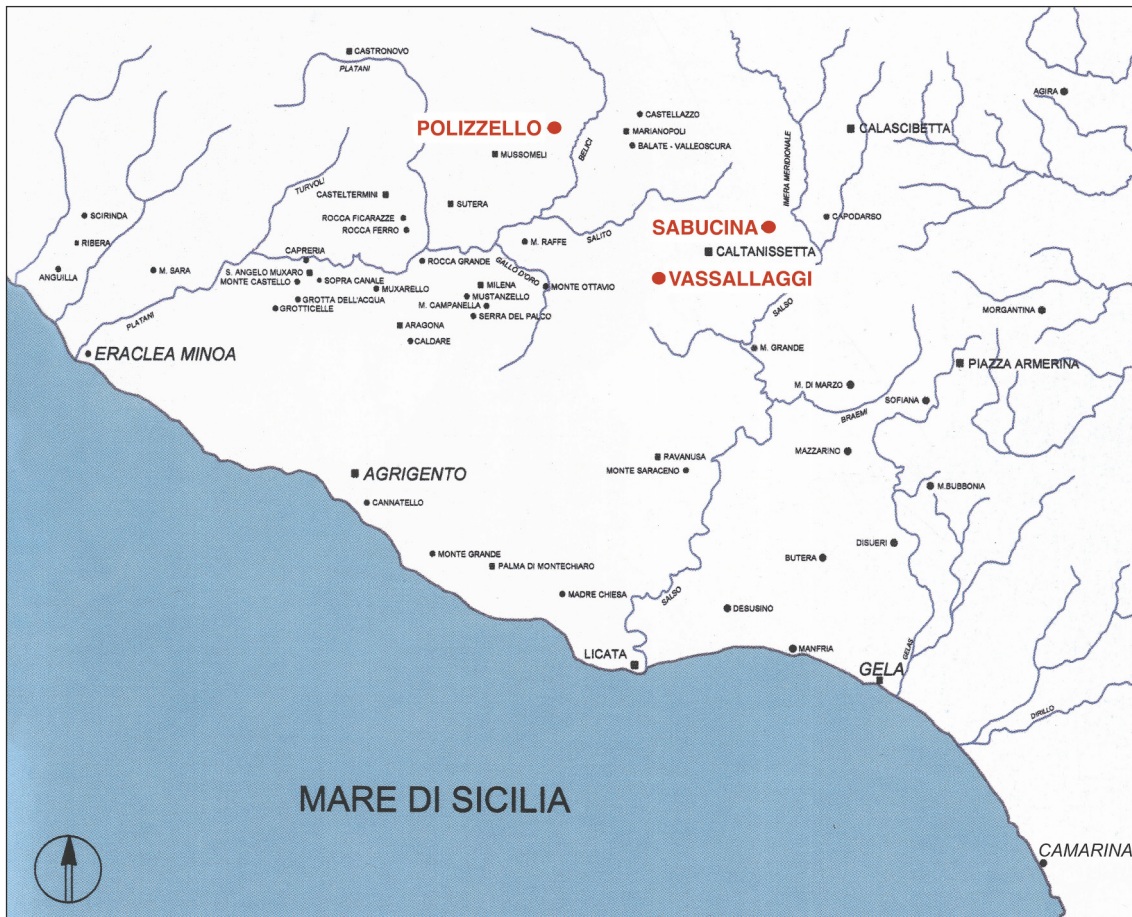 CASTRONOVO
PLATANI
AGIRA
CASTELLAZZO
POLIZZELLO
MARIANOPOLI
CALASCIBETTA
BALATE - VALLEOSCURA
MUSSOMELI
BELICI
IMERA MERIDIONALE
TURVOLI
CASTELTERMINI
SUTERA
SCIRINDA
ROCCA FICARAZZE
CAPODARSO
ROCCA FERRO
SABUCINA
SALITO
RIBERA
M. RAFFE
CALTANISSETTA
CAPRERIA
ROCCA GRANDE
GALLO D'ORO
ANGUILLA
M. SARA
S. ANGELO MUXARO
MONTE CASTELLO
SOPRA CANALE
MUXARELLO
MILENA
MONTE OTTAVIO
VASSALLAGGI
GROTTA DELL'ACQUA
MUSTANZELLO
GROTTICELLE
M. CAMPANELLA
SERRA DEL PALCO
SALSO
MORGANTINA
PLATANI
ARAGONA
CALDARE
ERACLEA MINOA
M. GRANDE
PIAZZA ARMERINA
M. DI MARZO
SOFIANA
BRAEMI
MAZZARINO
RAVANUSA
MONTE SARACENO
AGRIGENTO
M.BUBBONIA
CANNATELLO
DISUERI
MONTE GRANDE
BUTERA
PALMA DI MONTECHIARO
MADRE CHIESA
SALSO
DESUSINO
LICATA
MANFRIA
GELAS
GELA
DIRILLO
MARE DI SICILIA
CAMARINA